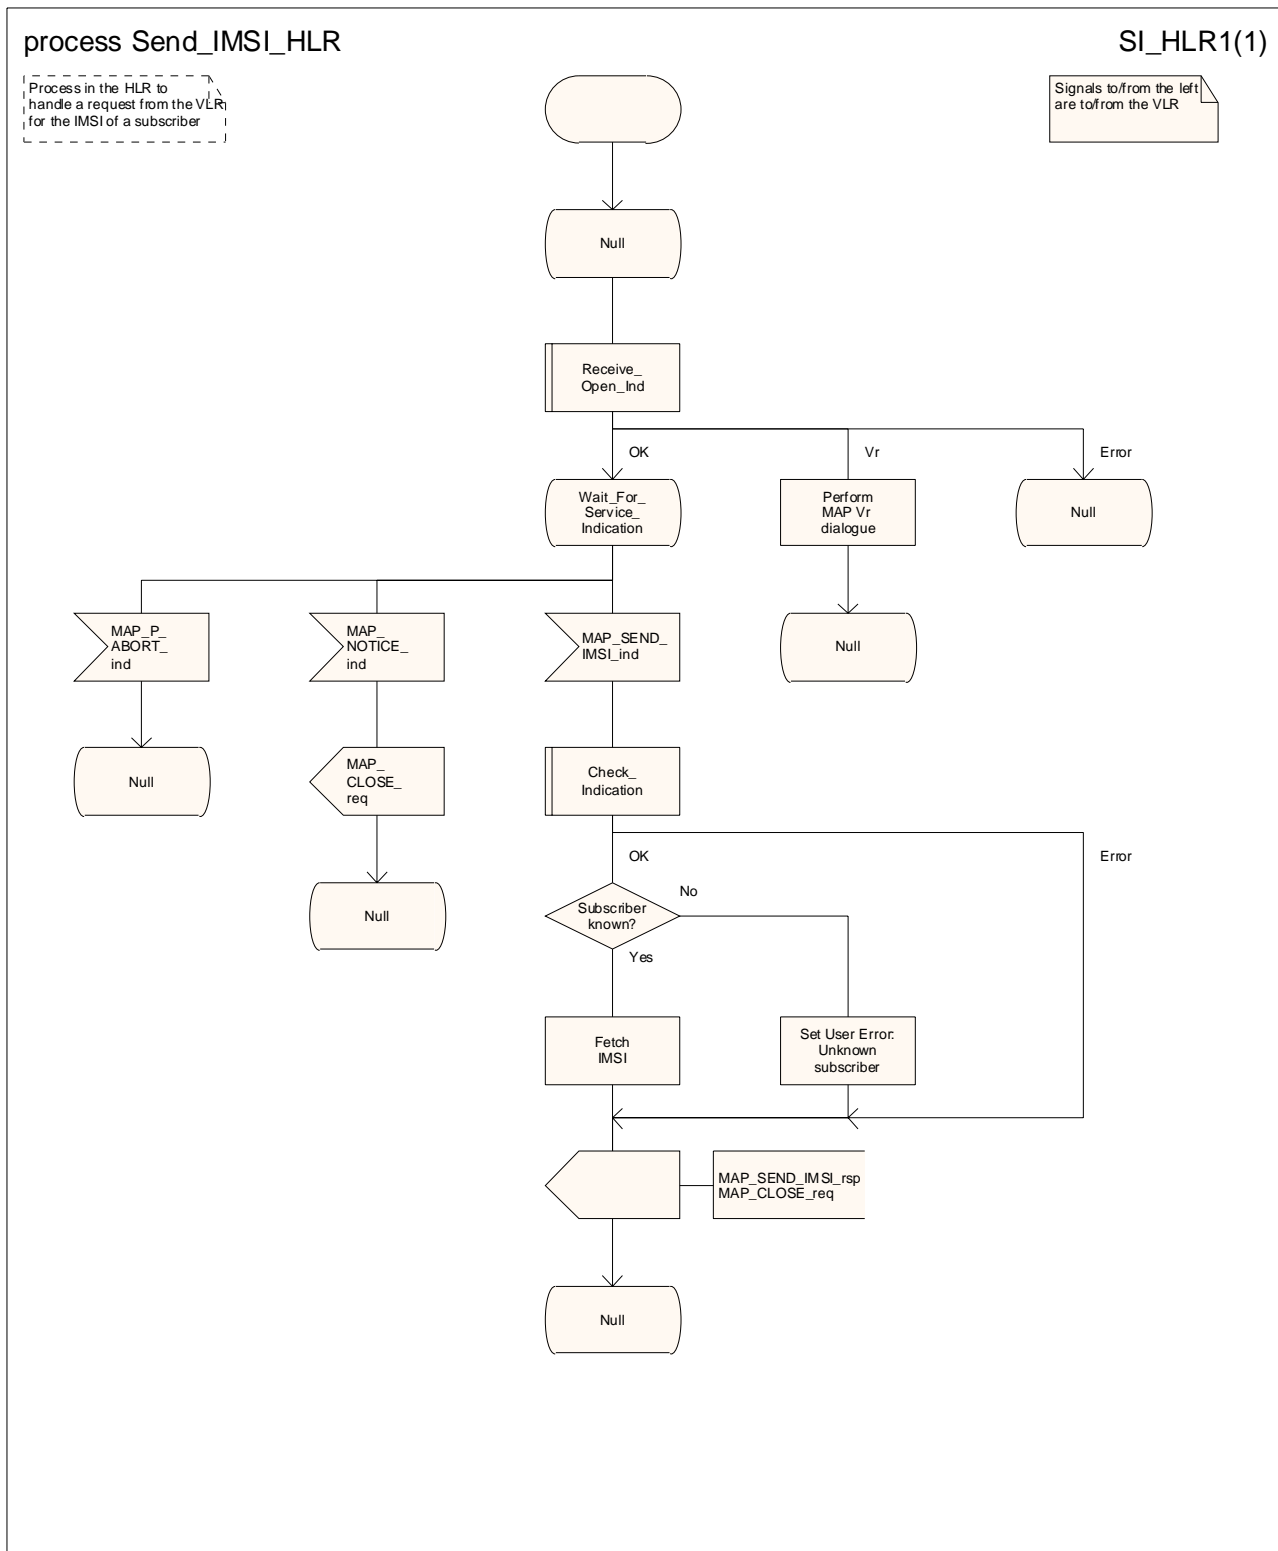 process Send_IMSI_HLR
SI_HLR1(1)
Process in the HLR to
handle a request from the VLR
for the IMSI of a subscriber
Signals to/from the left
are to/from the VLR
Null
Receive_
Open_Ind
OK
Vr
Error
Wait_For_
Service_
Indication
Perform
MAP Vr
dialogue
Null
MAP_P_
ABORT_
ind
MAP_
NOTICE_
ind
MAP_SEND_
IMSI_ind
Null
Null
MAP_
CLOSE_
req
Check_
Indication
OK
Error
Null
Subscriber
known?
No
Yes
Fetch
IMSI
Set User Error:
Unknown
subscriber
MAP_SEND_IMSI_rsp
MAP_CLOSE_req
Null